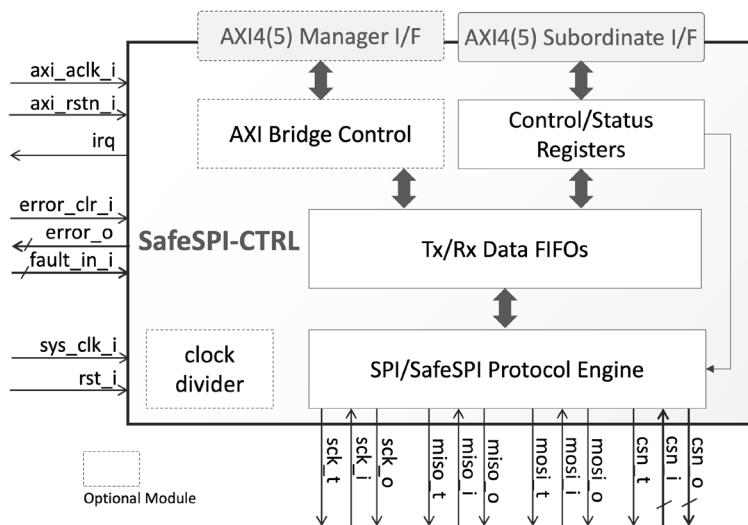 AXI4(5) Manager I/F
AXI4(5) Subordinate I/F
axi_aclk_i
axi_rstn_i
irq
AXI Bridge Control
Control/Status
Registers
error_clr_i
error_o
fault_in_i
SafeSPI-CTRL
Tx/Rx Data FIFOs
sys_clk_i
rst_i
clock
divider
SPI/SafeSPI Protocol Engine
sck_t
sck_i
sck_o
miso_t
miso_i
miso_o
mosi_t
mosi_i
mosi_o
csn_t
csn_i
csn_o
Optional Module